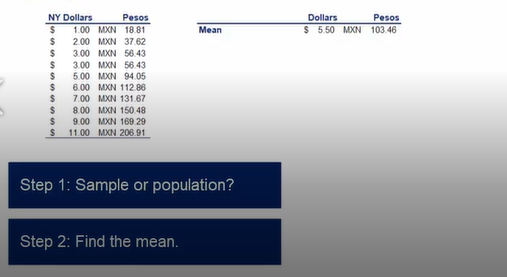 NY Dollars Pesos
$ 1.00 MXN 18.81
$ 2.00 MXN 37.62
$ 3.00 MXN 56.43
$ 3.00 MXN 56.43
$ 5.00 MXN 94.05
$ 6.00 MXN 112.86
$ 7.00 MXN 131.67
$ 8.00 MXN 150.48
$ 9.00 MXN 169.29
$ 11.00 MXN 206.91
Dollars Pesos
Mean $ 5.50 MXN 103.46
Step 1: Sample or population?
Step 2: Find the mean.